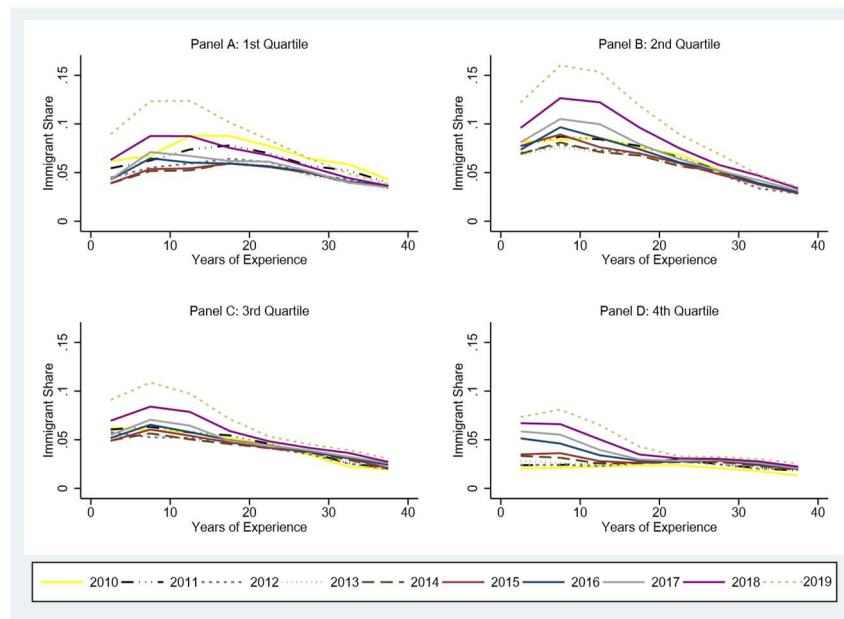 Panel A: 1st Quartile
Immigrant Share
0 .05 .1 .15
0 10 20 30 40
Years of Experience
Panel B: 2nd Quartile
Immigrant Share
0 .05 .1 .15
0 10 20 30 40
Years of Experience
Panel C: 3rd Quartile
Immigrant Share
0 .05 .1 .15
0 10 20 30 40
Years of Experience
Panel D: 4th Quartile
Immigrant Share
0 .05 .1 .15
0 10 20 30 40
Years of Experience
2010 2011 2012 2013 2014 2015 2016 2017 2018 2019